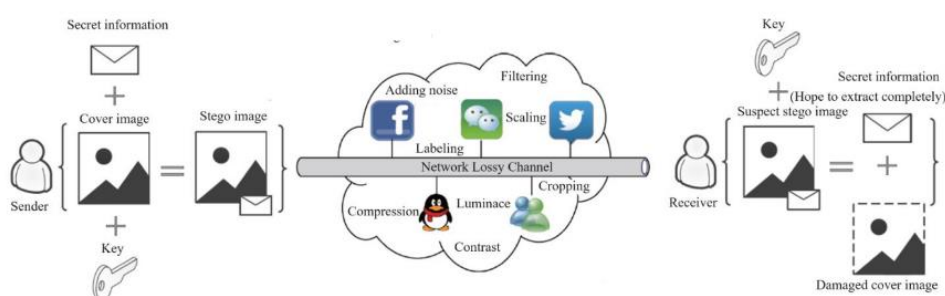 Secret information
Cover image
Stego image
Sender
Key
Filtering
Adding noise
Scaling
Labeling
Network Lossy Channel
Cropping
Compression
Luminace
Contrast
Key
Secret information
(Hope to extract completely)
Suspect stego image
Receiver
Damaged cover image